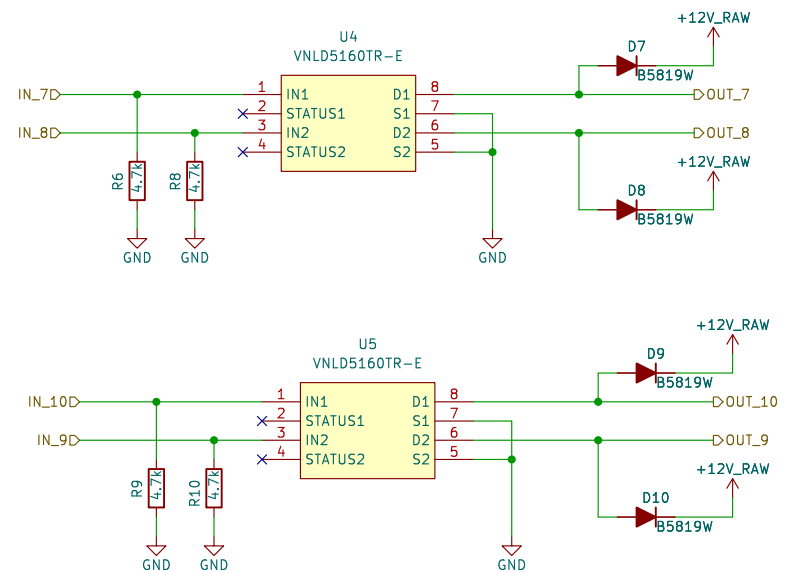 +12V_RAW
U4
VNLD5160TR-E
D7
B5819W
IN_7
1
IN1
D1
8
OUT_7
2
STATUS1
S1
7
IN_8
3
IN2
D2
6
OUT_8
4
STATUS2
S2
5
+12V_RAW
R6
4.7k
R8
4.7k
D8
B5819W
GND
GND
GND
+12V_RAW
U5
VNLD5160TR-E
D9
B5819W
IN_10
1
IN1
D1
8
OUT_10
2
STATUS1
S1
7
IN_9
3
IN2
D2
6
OUT_9
4
STATUS2
S2
5
+12V_RAW
R9
4.7k
R10
4.7k
D10
B5819W
GND
GND
GND